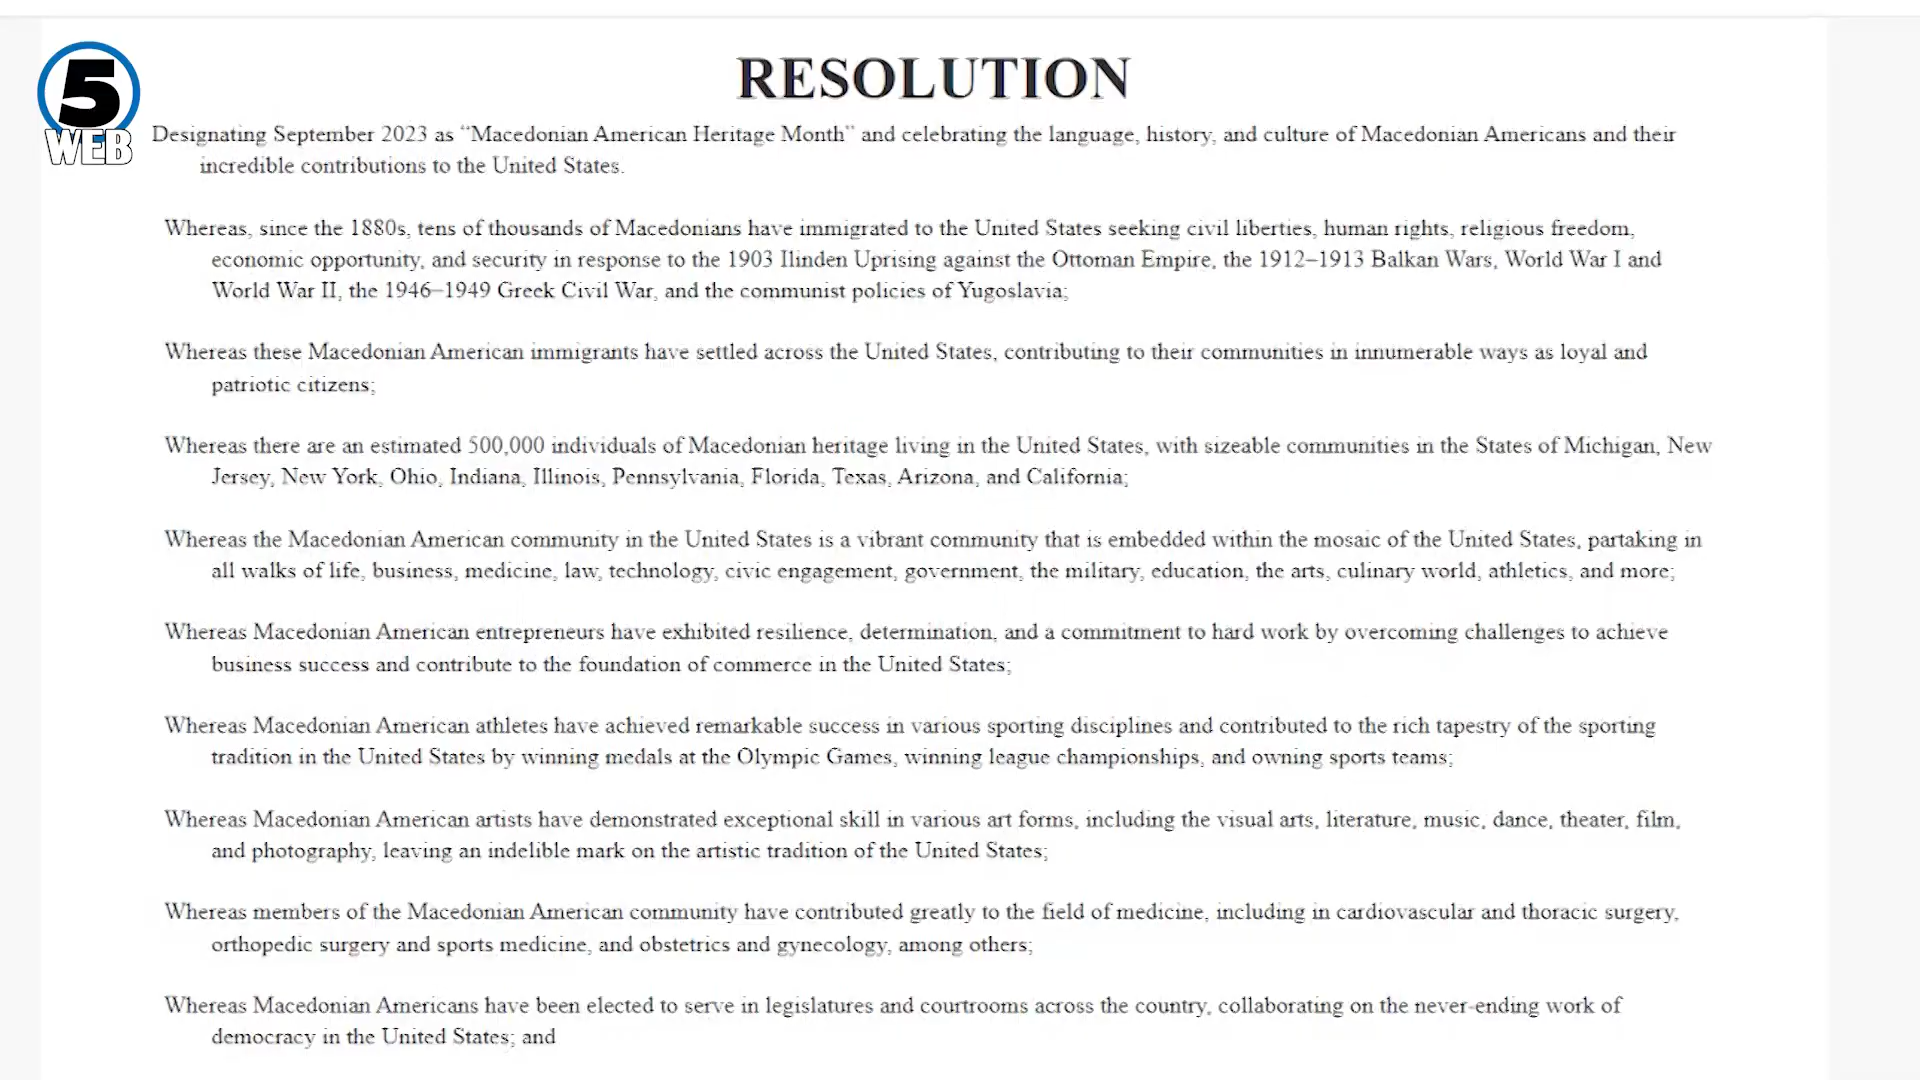 5
WEB
RESOLUTION
Designating September 2023 as “Macedonian American Heritage Month” and celebrating the language, history, and culture of Macedonian Americans and their
incredible contributions to the United States.
Whereas, since the 1880s, tens of thousands of Macedonians have immigrated to the United States seeking civil liberties, human rights, religious freedom,
economic opportunity, and security in response to the 1903 Ilinden Uprising against the Ottoman Empire, the 1912–1913 Balkan Wars, World War I and
World War II, the 1946–1949 Greek Civil War, and the communist policies of Yugoslavia;
Whereas these Macedonian American immigrants have settled across the United States, contributing to their communities in innumerable ways as loyal and
patriotic citizens;
Whereas there are an estimated 500,000 individuals of Macedonian heritage living in the United States, with sizeable communities in the States of Michigan, New
Jersey, New York, Ohio, Indiana, Illinois, Pennsylvania, Florida, Texas, Arizona, and California;
Whereas the Macedonian American community in the United States is a vibrant community that is embedded within the mosaic of the United States, partaking in
all walks of life, business, medicine, law, technology, civic engagement, government, the military, education, the arts, culinary world, athletics, and more;
Whereas Macedonian American entrepreneurs have exhibited resilience, determination, and a commitment to hard work by overcoming challenges to achieve
business success and contribute to the foundation of commerce in the United States;
Whereas Macedonian American athletes have achieved remarkable success in various sporting disciplines and contributed to the rich tapestry of the sporting
tradition in the United States by winning medals at the Olympic Games, winning league championships, and owning sports teams;
Whereas Macedonian American artists have demonstrated exceptional skill in various art forms, including the visual arts, literature, music, dance, theater, film,
and photography, leaving an indelible mark on the artistic tradition of the United States;
Whereas members of the Macedonian American community have contributed greatly to the field of medicine, including in cardiovascular and thoracic surgery,
orthopedic surgery and sports medicine, and obstetrics and gynecology, among others;
Whereas Macedonian Americans have been elected to serve in legislatures and courtrooms across the country, collaborating on the never-ending work of
democracy in the United States; and